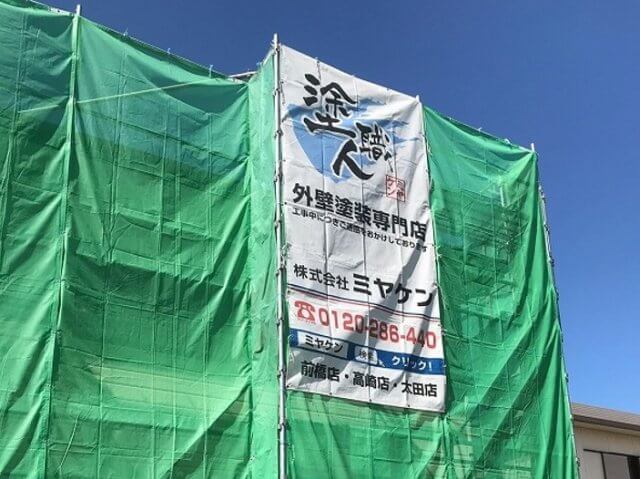 塗職人
外壁塗装専門店
工事中につきご迷惑をおかけしております
株式会社 ミヤケン
☎0120-286-440
ミヤケン 検索 クリック!
前橋店・高崎店・太田店